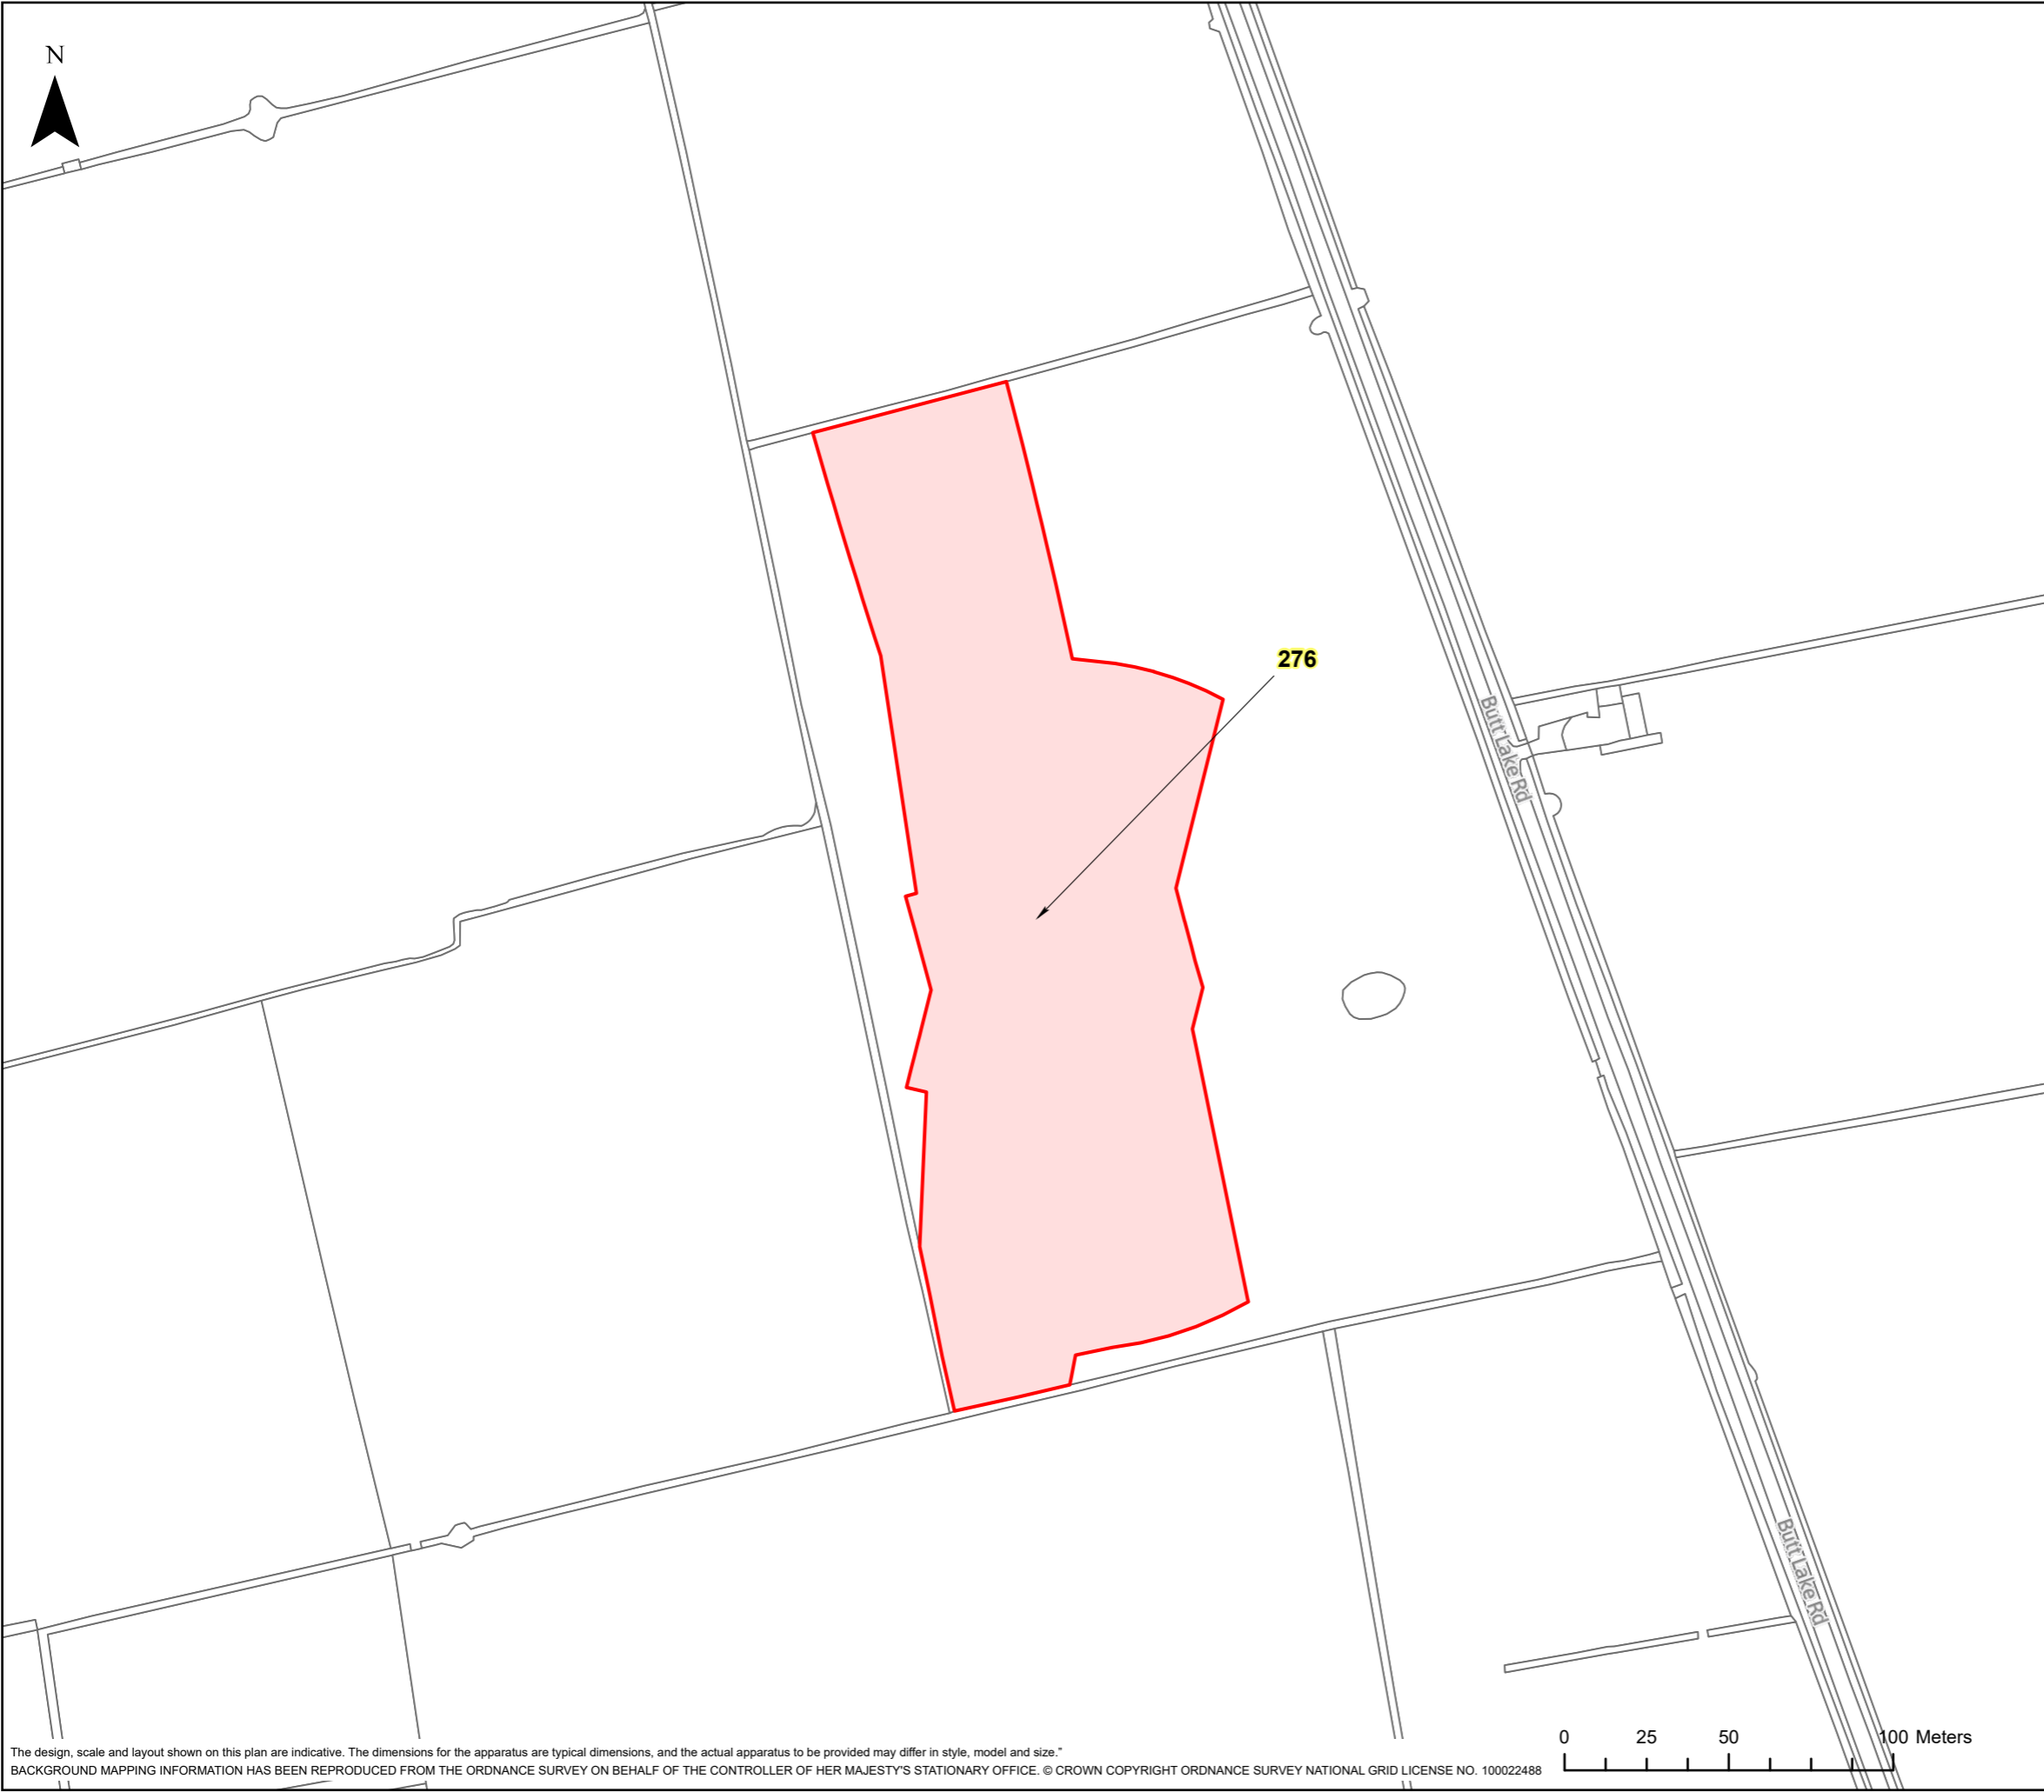 N
276
Butt Lake Rd
Butt Lake Rd
0 25 50 100 Meters
The design, scale and layout shown on this plan are indicative. The dimensions for the apparatus are typical dimensions, and the actual apparatus to be provided may differ in style, model and size."
BACKGROUND MAPPING INFORMATION HAS BEEN REPRODUCED FROM THE ORDNANCE SURVEY ON BEHALF OF THE CONTROLLER OF HER MAJESTY'S STATIONARY OFFICE. © CROWN COPYRIGHT ORDNANCE SURVEY NATIONAL GRID LICENSE NO. 100022488